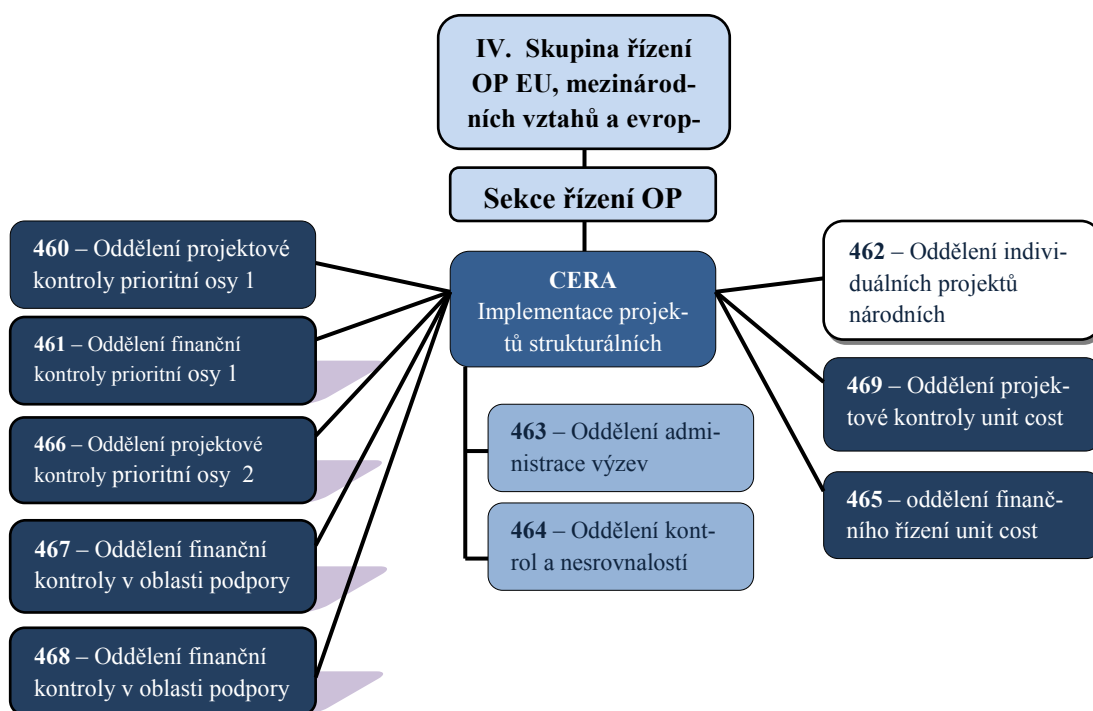 IV. Skupina řízení
OP EU, mezinárod-
ních vztahů a evrop-
Sekce řízení OP
CERA
Implementace projek-
tů strukturálních
460 – Oddělení projektové
kontroly prioritní osy 1
461 – Oddělení finanční
kontroly prioritní osy 1
466 – Oddělení projektové
kontroly prioritní osy 2
467 – Oddělení finanční
kontroly v oblasti podpory
468 – Oddělení finanční
kontroly v oblasti podpory
463 – Oddělení admi-
nistrace výzev
464 – Oddělení kont-
rol a nesrovnalostí
462 – Oddělení indivi-
duálních projektů
národních
469 – Oddělení projek-
tové kontroly unit cost
465 – oddělení finanč-
ního řízení unit cost